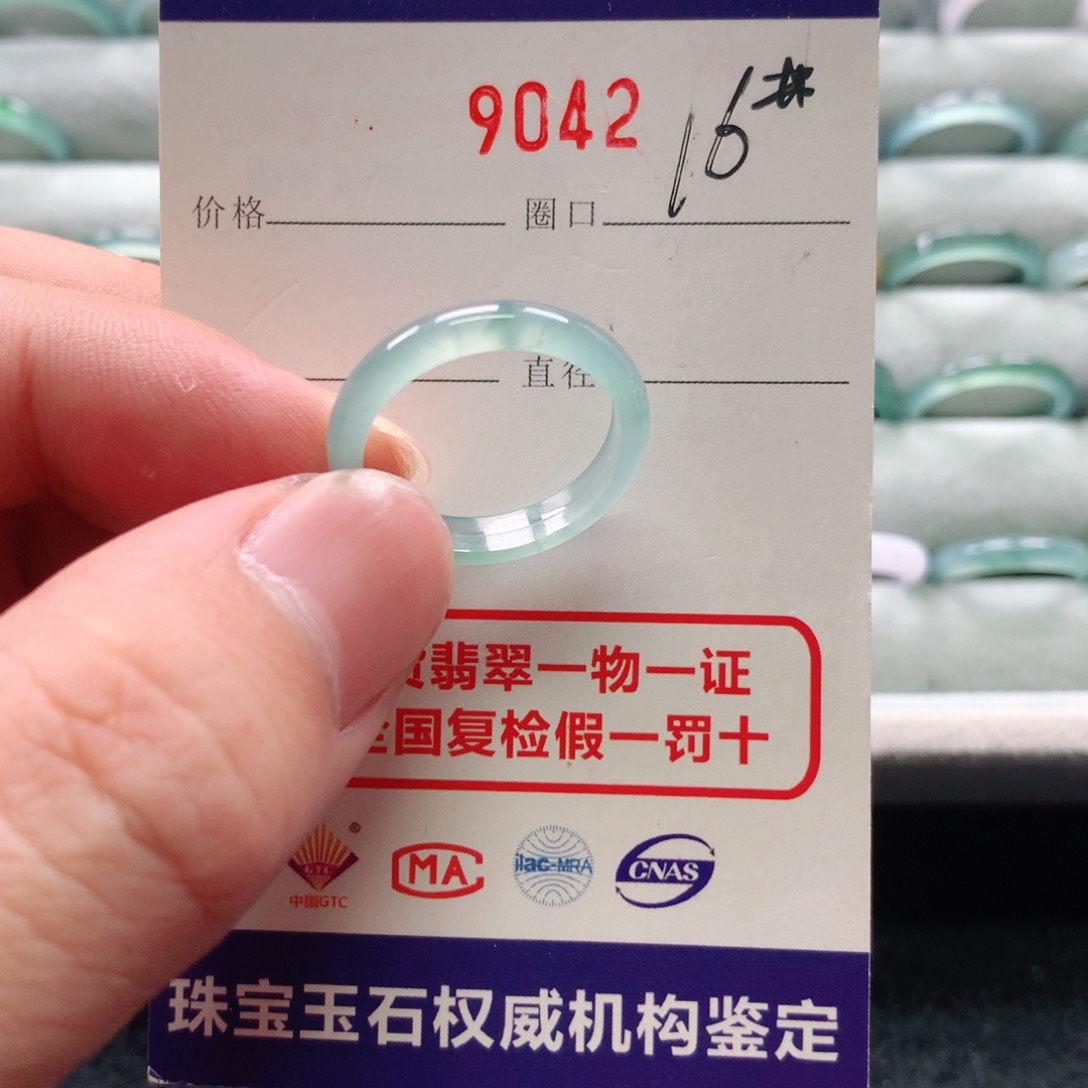 9042
16#
价格 圈口
直径
翡翠一物一证
国复检假一罚十
GTC ®
中国GTC
MA
ilac-MRA
CNAS
珠宝玉石权威机构鉴定